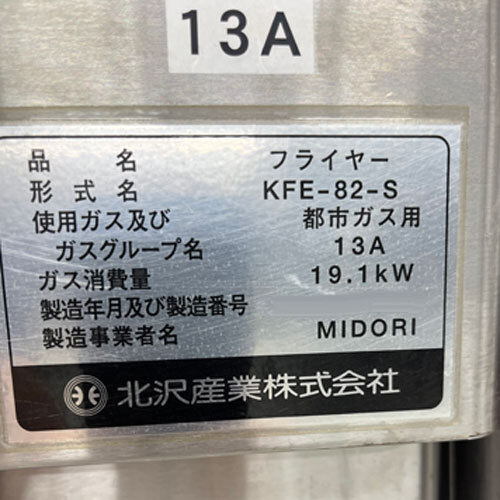 13A
品 名 フライヤー
形 式 名 KFE-82-S
使用ガス及び 都市ガス用
ガスグループ名 13A
ガス消費量 19.1kW
製造年月及び製造番号
製造事業者名 MIDORI
北沢産業株式会社